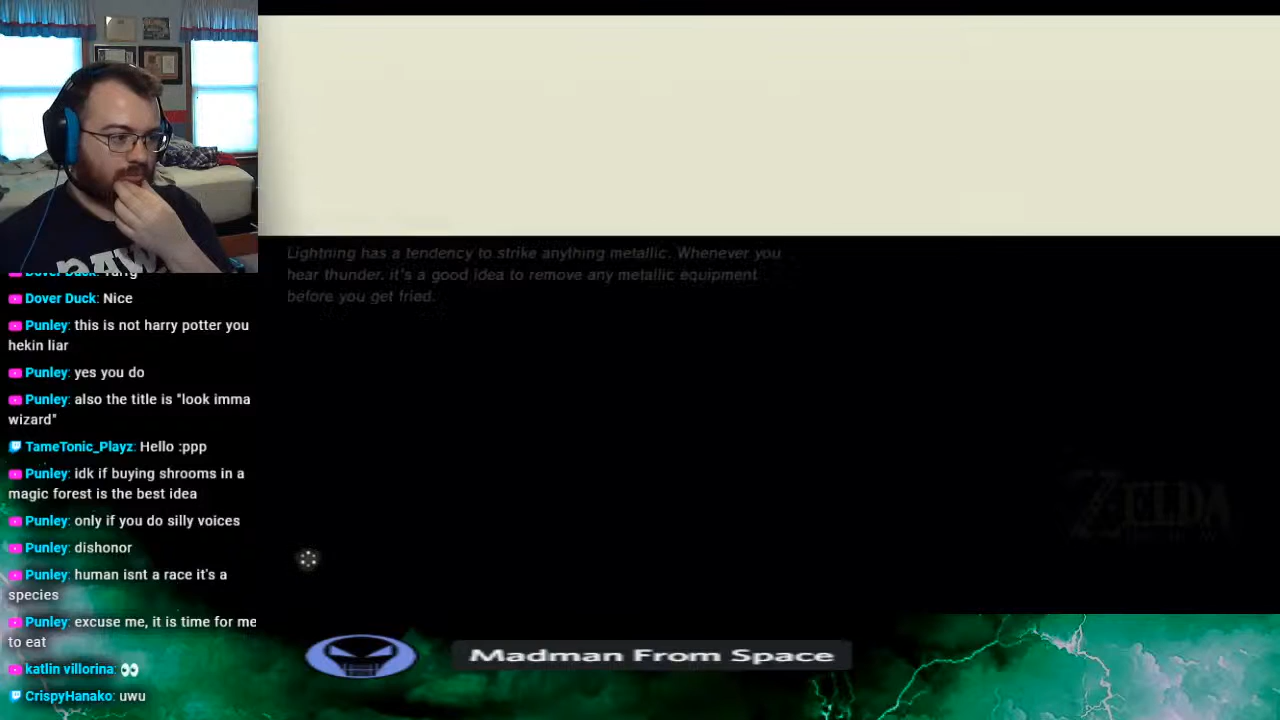 Lightning has a tendency to strike anything metallic. Whenever you
hear thunder, it's a good idea to remove any metallic equipment
before you get fried.
Dover Duck:
Dover Duck: Nice
Punley: this is not harry potter you
hekin liar
Punley: yes you do
Punley: also the title is "look imma
wizard"
TameTonic_Playz: Hello :ppp
Punley: idk if buying shrooms in a
magic forest is the best idea
Punley: only if you do silly voices
Punley: dishonor
Punley: human isnt a race it's a
species
Punley: excuse me, it is time for me
to eat
katlin villorina: 👀
CrispyHanako: uwu
ZELDA
Madman From Space